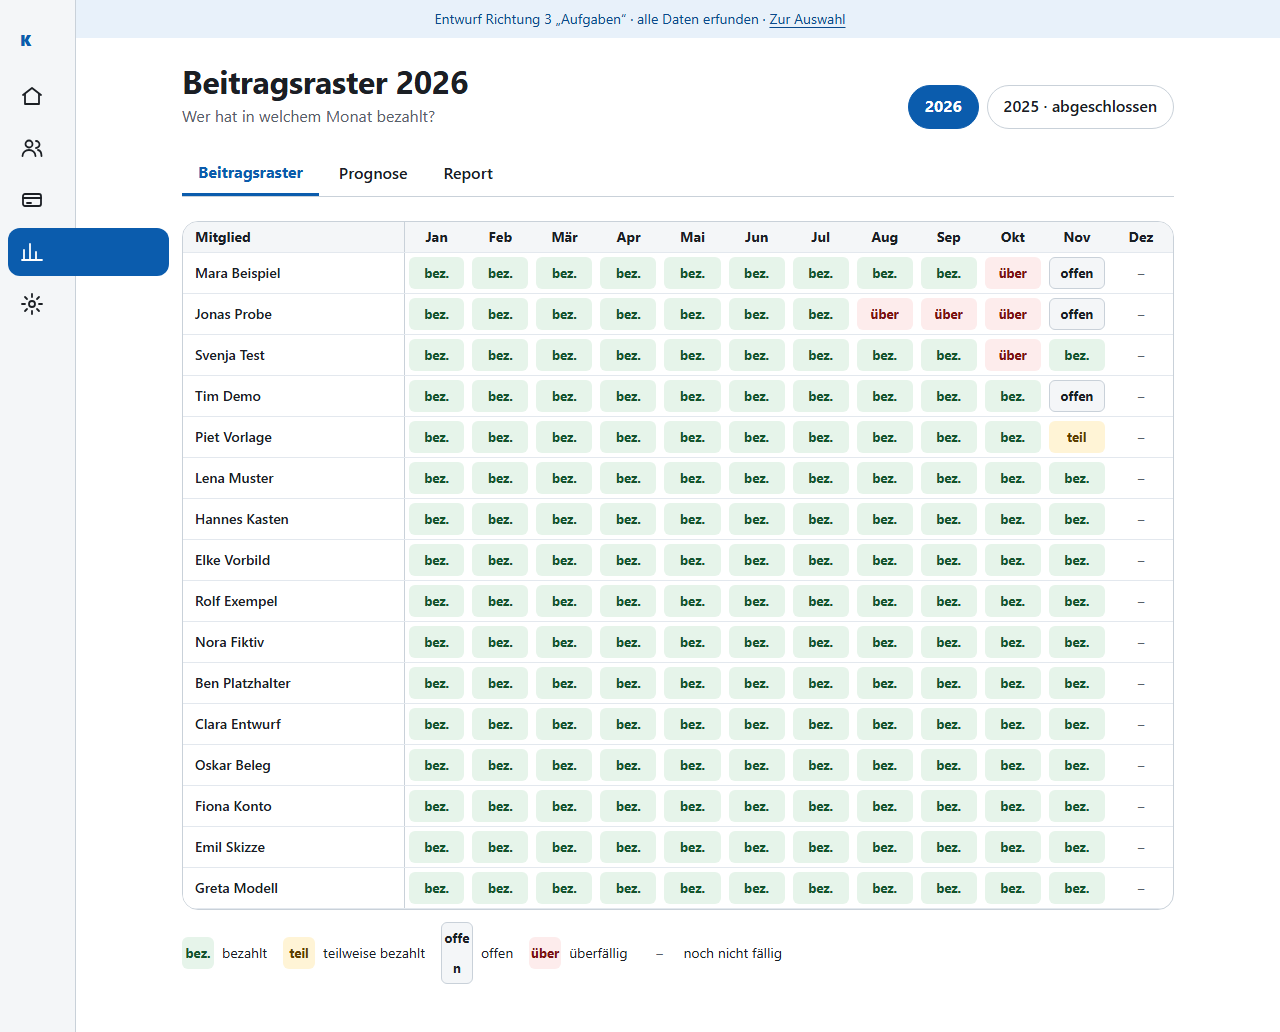 Entwurf Richtung 3 „Aufgaben“ · alle Daten erfunden · Zur Auswahl
K
Beitragsraster 2026
Wer hat in welchem Monat bezahlt?
2026 2025 · abgeschlossen
Beitragsraster Prognose Report
Mitglied Jan Feb Mär Apr Mai Jun Jul Aug Sep Okt Nov Dez
Mara Beispiel bez. bez. bez. bez. bez. bez. bez. bez. bez. über offen –
Jonas Probe bez. bez. bez. bez. bez. bez. bez. über über über offen –
Svenja Test bez. bez. bez. bez. bez. bez. bez. bez. bez. über bez. –
Tim Demo bez. bez. bez. bez. bez. bez. bez. bez. bez. bez. offen –
Piet Vorlage bez. bez. bez. bez. bez. bez. bez. bez. bez. bez. teil –
Lena Muster bez. bez. bez. bez. bez. bez. bez. bez. bez. bez. bez. –
Hannes Kasten bez. bez. bez. bez. bez. bez. bez. bez. bez. bez. bez. –
Elke Vorbild bez. bez. bez. bez. bez. bez. bez. bez. bez. bez. bez. –
Rolf Exempel bez. bez. bez. bez. bez. bez. bez. bez. bez. bez. bez. –
Nora Fiktiv bez. bez. bez. bez. bez. bez. bez. bez. bez. bez. bez. –
Ben Platzhalter bez. bez. bez. bez. bez. bez. bez. bez. bez. bez. bez. –
Clara Entwurf bez. bez. bez. bez. bez. bez. bez. bez. bez. bez. bez. –
Oskar Beleg bez. bez. bez. bez. bez. bez. bez. bez. bez. bez. bez. –
Fiona Konto bez. bez. bez. bez. bez. bez. bez. bez. bez. bez. bez. –
Emil Skizze bez. bez. bez. bez. bez. bez. bez. bez. bez. bez. bez. –
Greta Modell bez. bez. bez. bez. bez. bez. bez. bez. bez. bez. bez. –
bez. bezahlt teil teilweise bezahlt offe
n offen über überfällig – noch nicht fällig